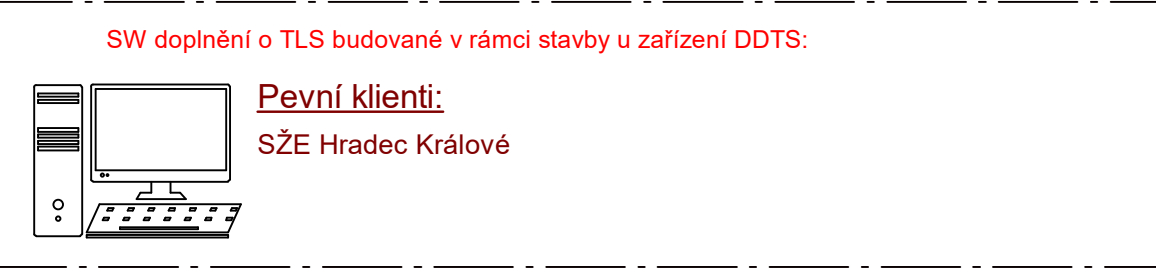 SW doplnění o TLS budované v rámci stavby u zařízení DDTS:
Pevní klienti:
SŽE Hradec Králové